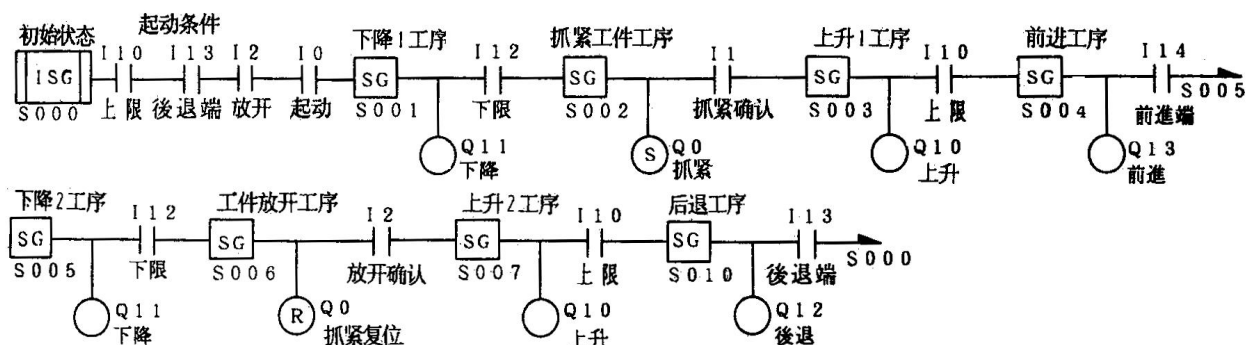 初始状态 起动条件 下降1工序 抓紧工件工序 上升1工序 前进工序
I10 I13 I2 I0 I12 I1 I10 I14
ISG SG SG SG SG
S000 上限 後退端 放开 起动 S001 下限 S002 抓紧确认 S003 上限 S004 前進端 S005
Q11 S Q0 Q10 Q13
下降 抓紧 上升 前進
下降2工序 工件放开工序 上升2工序 后退工序
I12 I2 I10 I13
SG SG SG SG
S005 下限 S006 放开确认 S007 上限 S010 後退端 S000
Q11 R Q0 Q10 Q12
下降 抓紧复位 上升 後退